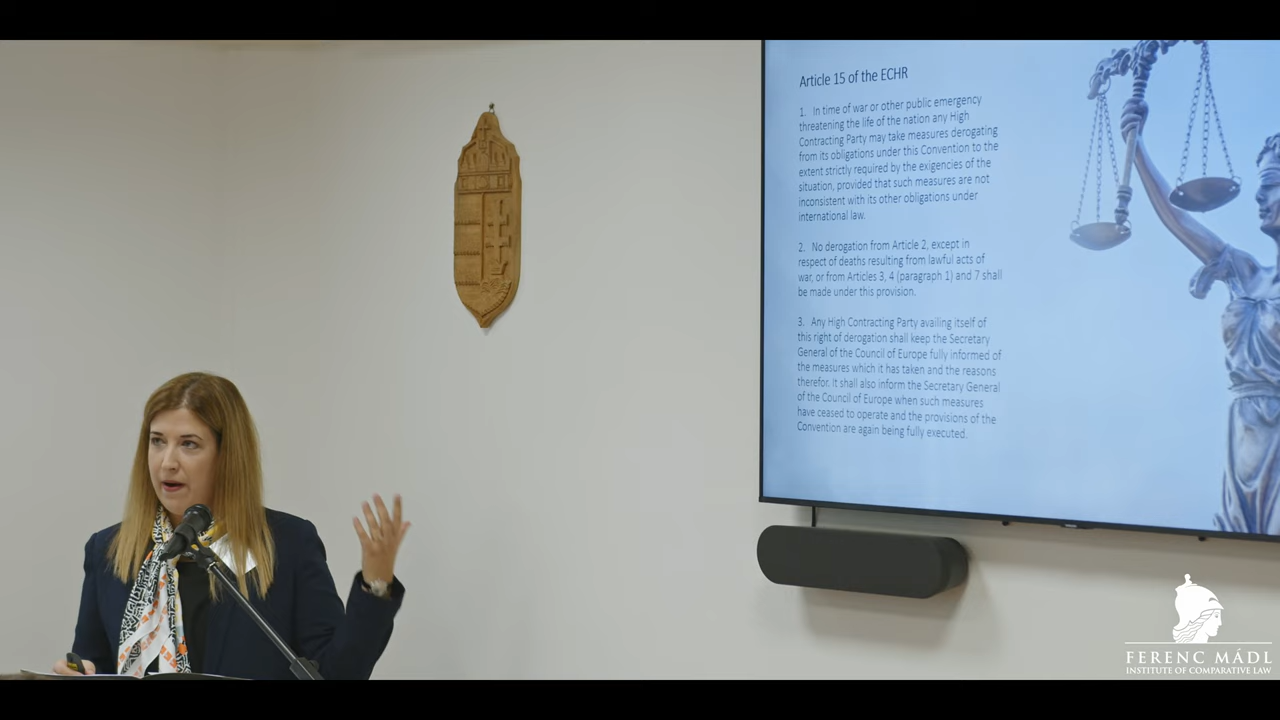 Article 15 of the ECHR
1. In time of war or other public emergency
threatening the life of the nation any High
Contracting Party may take measures derogating
from its obligations under this Convention to the
extent strictly required by the exigencies of the
situation, provided that such measures are not
inconsistent with its other obligations under
international law.
2. No derogation from Article 2, except in
respect of deaths resulting from lawful acts of
war, or from Articles 3, 4 (paragraph 1) and 7 shall
be made under this provision.
3. Any High Contracting Party availing itself of
this right of derogation shall keep the Secretary
General of the Council of Europe fully informed of
the measures which it has taken and the reasons
therefor. It shall also inform the Secretary General
of the Council of Europe when such measures
have ceased to operate and the provisions of the
Convention are again being fully executed.
FERENC MÁDL
INSTITUTE OF COMPARATIVE LAW